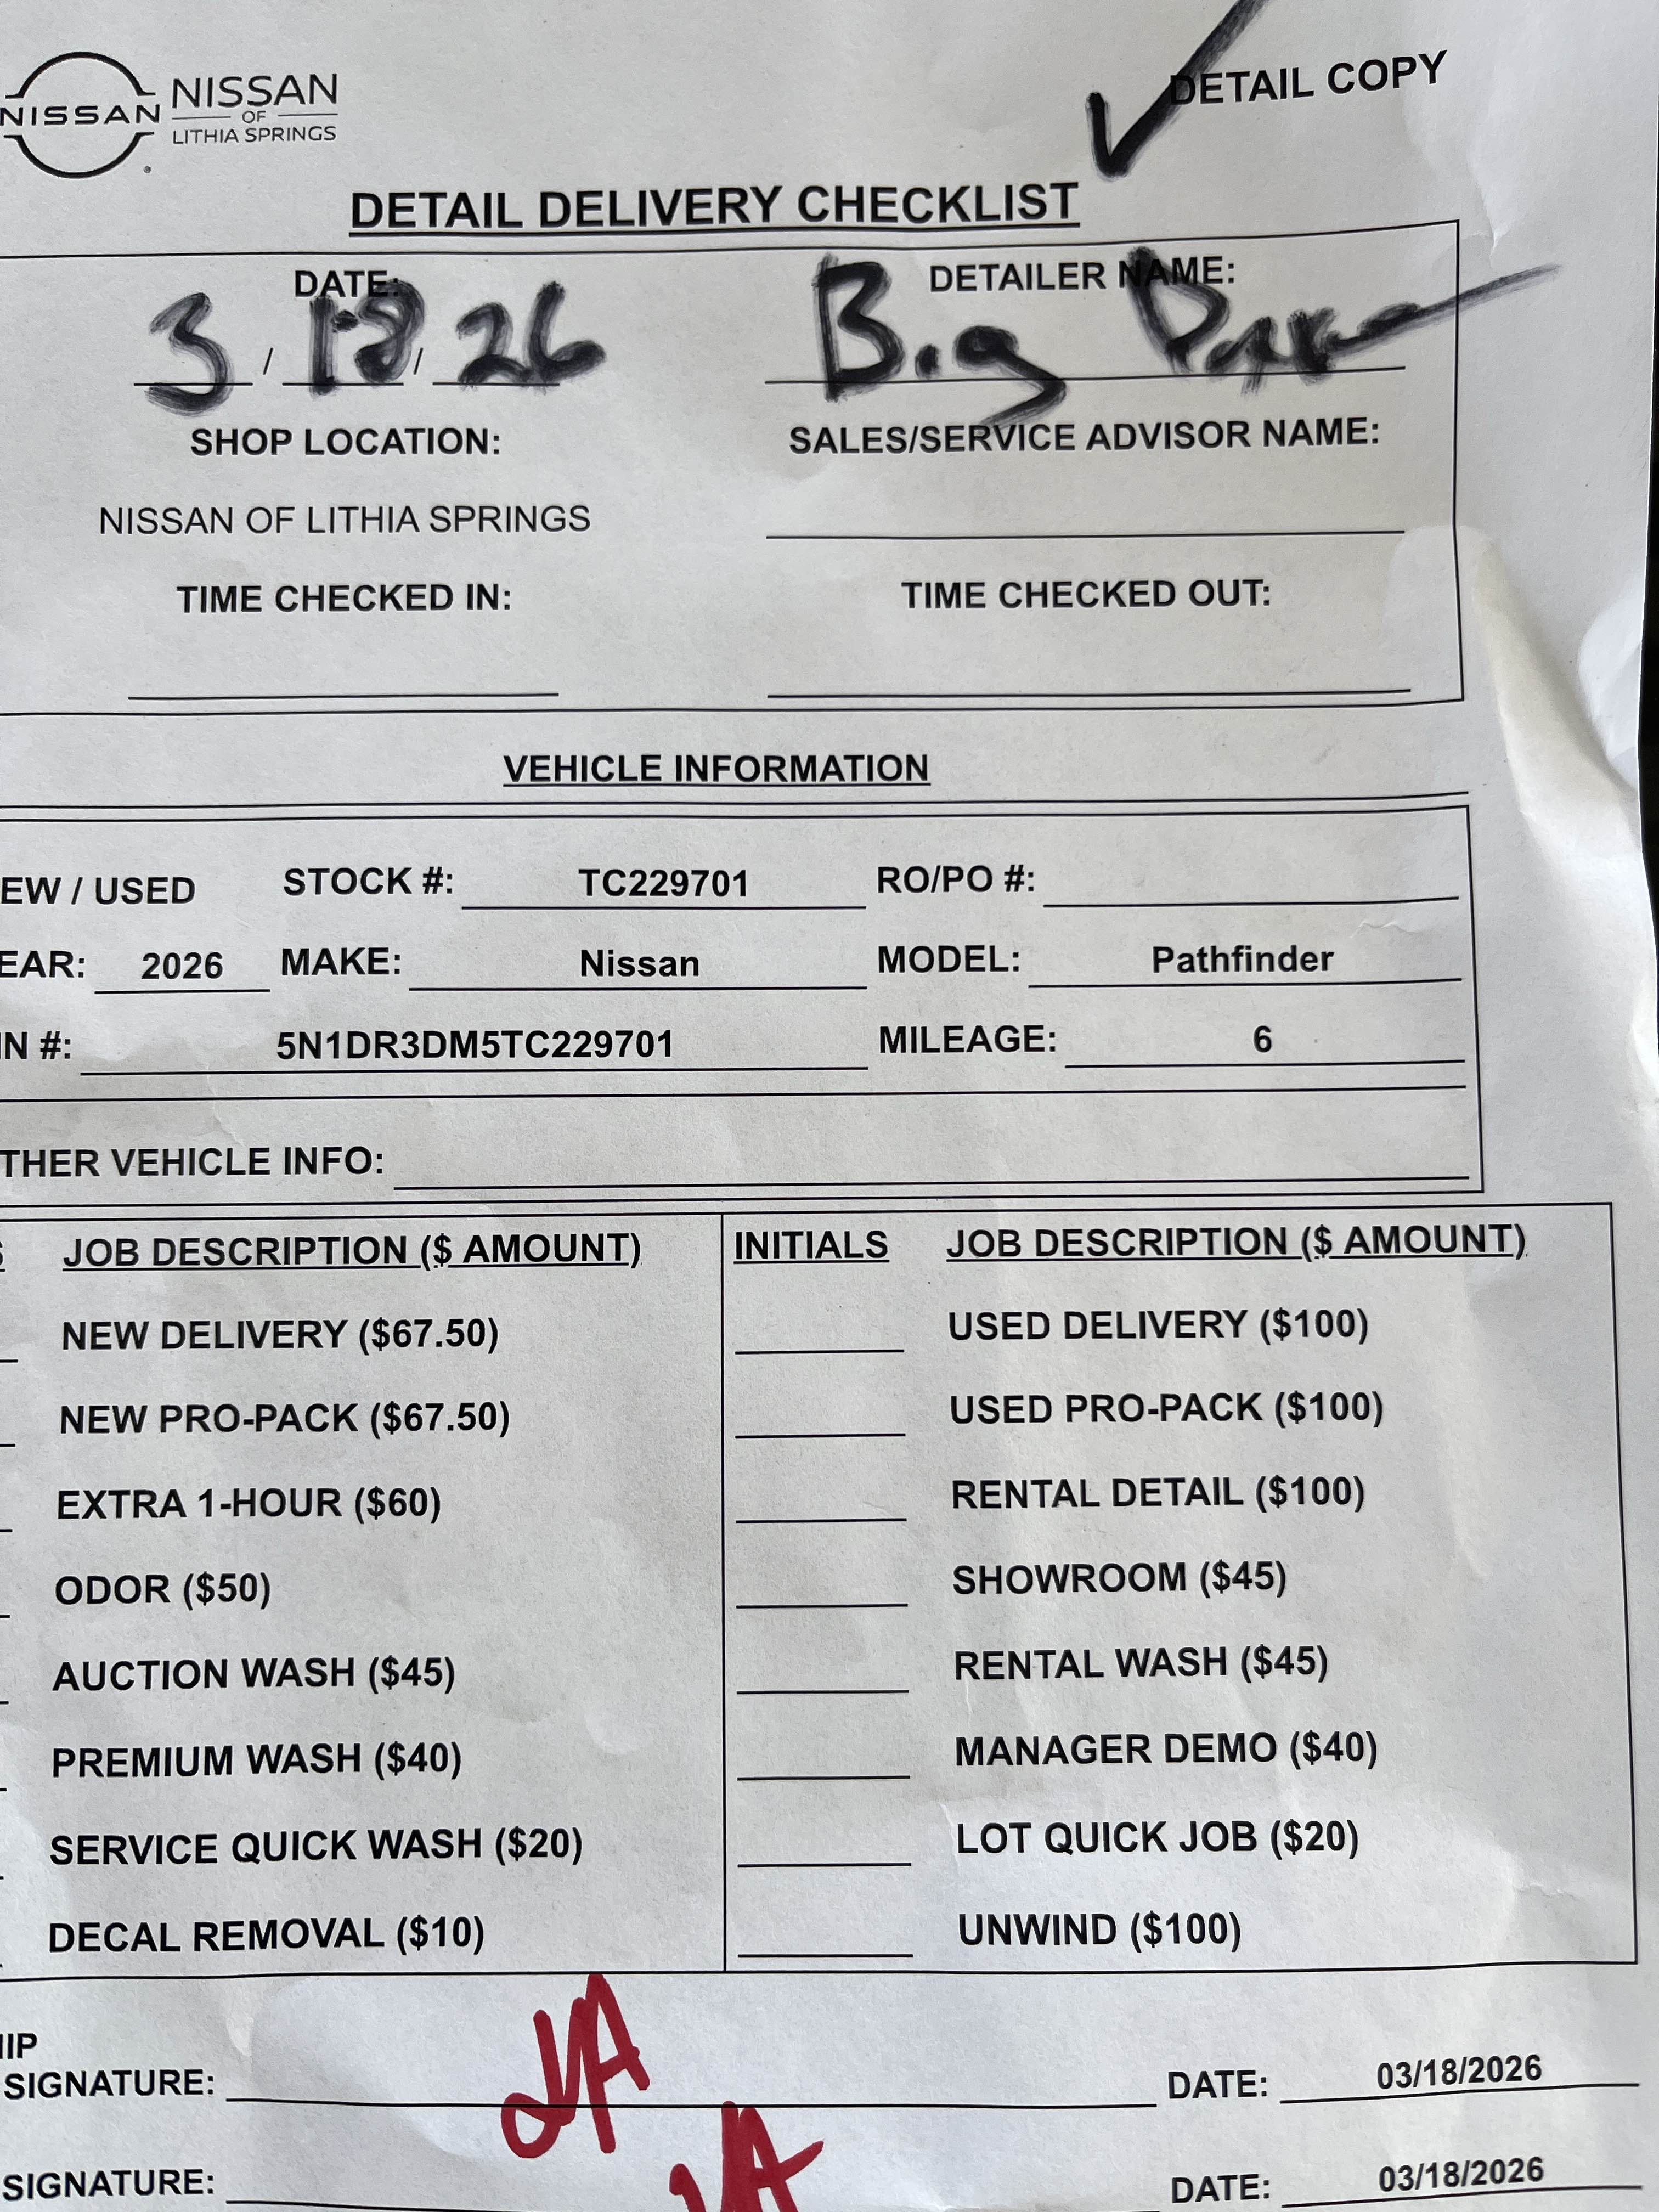 NISSAN
NISSAN
OF
LITHIA SPRINGS
DETAIL COPY
DETAIL DELIVERY CHECKLIST
DATE: DETAILER NAME:
3 / 18 / 26 Big
SHOP LOCATION: SALES/SERVICE ADVISOR NAME:
NISSAN OF LITHIA SPRINGS
TIME CHECKED IN: TIME CHECKED OUT:
VEHICLE INFORMATION
EW / USED STOCK #: TC229701 RO/PO #:
EAR: 2026 MAKE: Nissan MODEL: Pathfinder
IN #: 5N1DR3DM5TC229701 MILEAGE: 6
THER VEHICLE INFO:
S JOB DESCRIPTION ($ AMOUNT) INITIALS JOB DESCRIPTION ($ AMOUNT)
NEW DELIVERY ($67.50) USED DELIVERY ($100)
NEW PRO-PACK ($67.50) USED PRO-PACK ($100)
EXTRA 1-HOUR ($60) RENTAL DETAIL ($100)
ODOR ($50) SHOWROOM ($45)
AUCTION WASH ($45) RENTAL WASH ($45)
PREMIUM WASH ($40) MANAGER DEMO ($40)
SERVICE QUICK WASH ($20) LOT QUICK JOB ($20)
DECAL REMOVAL ($10) UNWIND ($100)
HIP
SIGNATURE: JA DATE: 03/18/2026
SIGNATURE: JA DATE: 03/18/2026